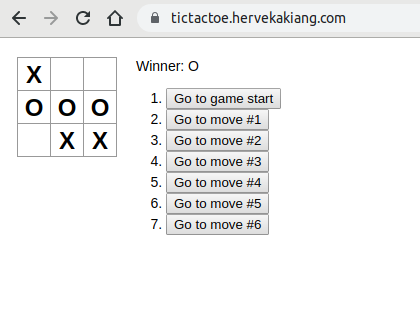 tictactoe.hervekakiang.com
X
O O O
X X
Winner: O
1. Go to game start
2. Go to move #1
3. Go to move #2
4. Go to move #3
5. Go to move #4
6. Go to move #5
7. Go to move #6